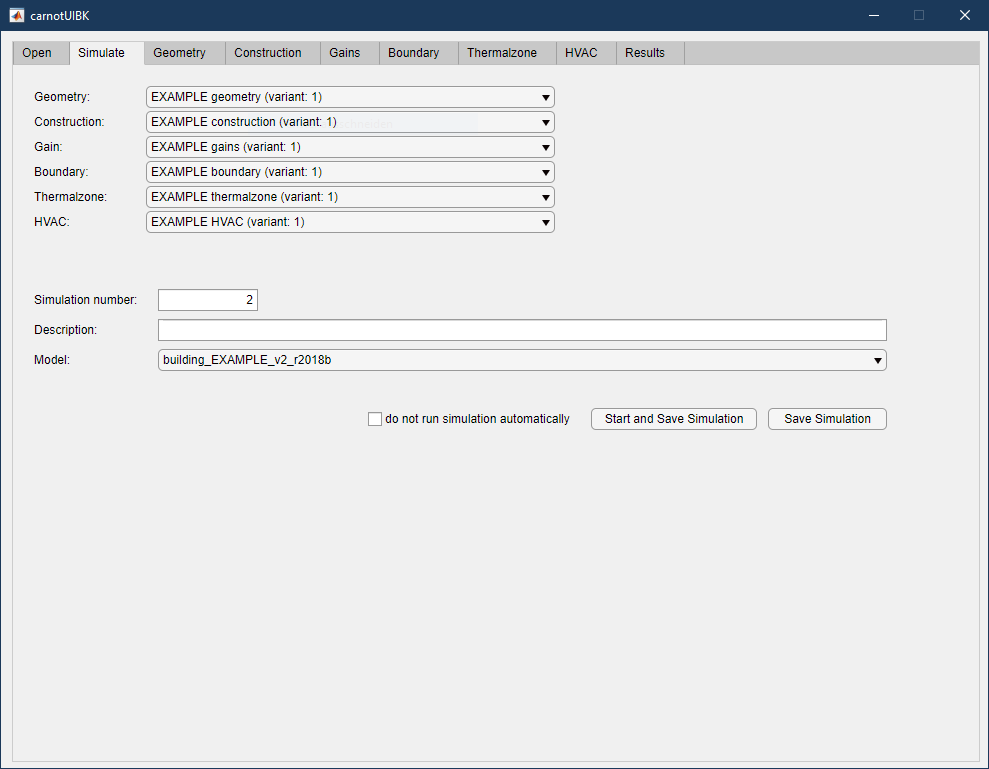 carnotUIBK
Open Simulate Geometry Construction Gains Boundary Thermalzone HVAC Results
Geometry: EXAMPLE geometry (variant: 1)
Construction: EXAMPLE construction (variant: 1)
Gain: EXAMPLE gains (variant: 1)
Boundary: EXAMPLE boundary (variant: 1)
Thermalzone: EXAMPLE thermalzone (variant: 1)
HVAC: EXAMPLE HVAC (variant: 1)
Simulation number: 2
Description:
Model: building_EXAMPLE_v2_r2018b
do not run simulation automatically Start and Save Simulation Save Simulation